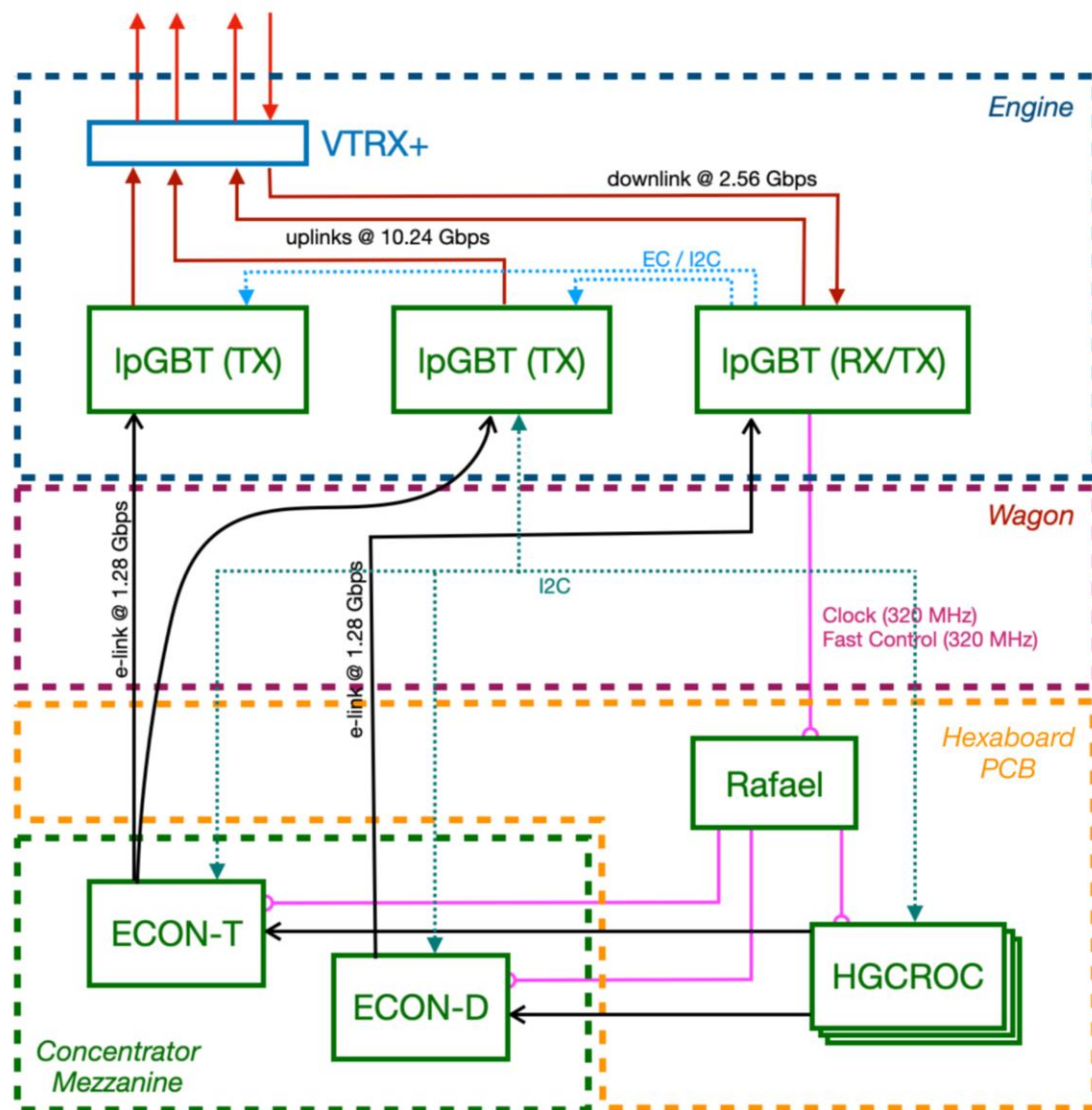 Engine
VTRX+
downlink @ 2.56 Gbps
uplinks @ 10.24 Gbps
EC / I2C
lpGBT (TX)
lpGBT (TX)
lpGBT (RX/TX)
Wagon
e-link @ 1.28 Gbps
e-link @ 1.28 Gbps
I2C
Clock (320 MHz)
Fast Control (320 MHz)
Hexaboard
PCB
Rafael
ECON-T
ECON-D
HGCROC
Concentrator
Mezzanine